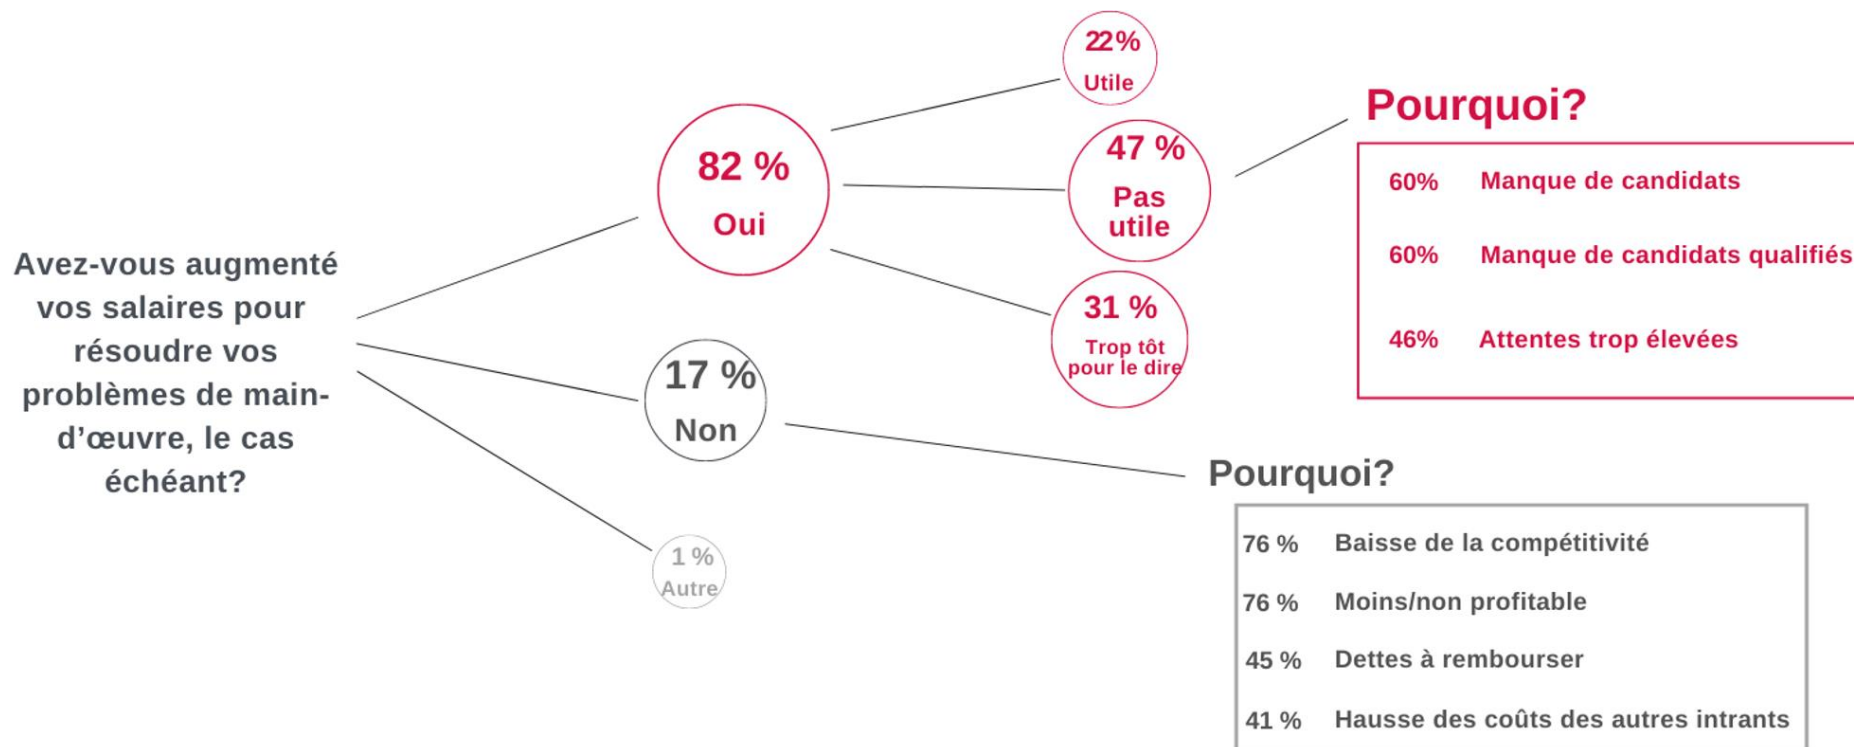 Avez-vous augmenté
vos salaires pour
résoudre vos
problèmes de main-
d’œuvre, le cas
échéant?
82 %
Oui
22%
Utile
47 %
Pas
utile
31 %
Trop tôt
pour le dire
Pourquoi?
60% Manque de candidats
60% Manque de candidats qualifiés
46% Attentes trop élevées
17 %
Non
Pourquoi?
76 % Baisse de la compétitivité
76 % Moins/non profitable
45 % Dettes à rembourser
41 % Hausse des coûts des autres intrants
1 %
Autre